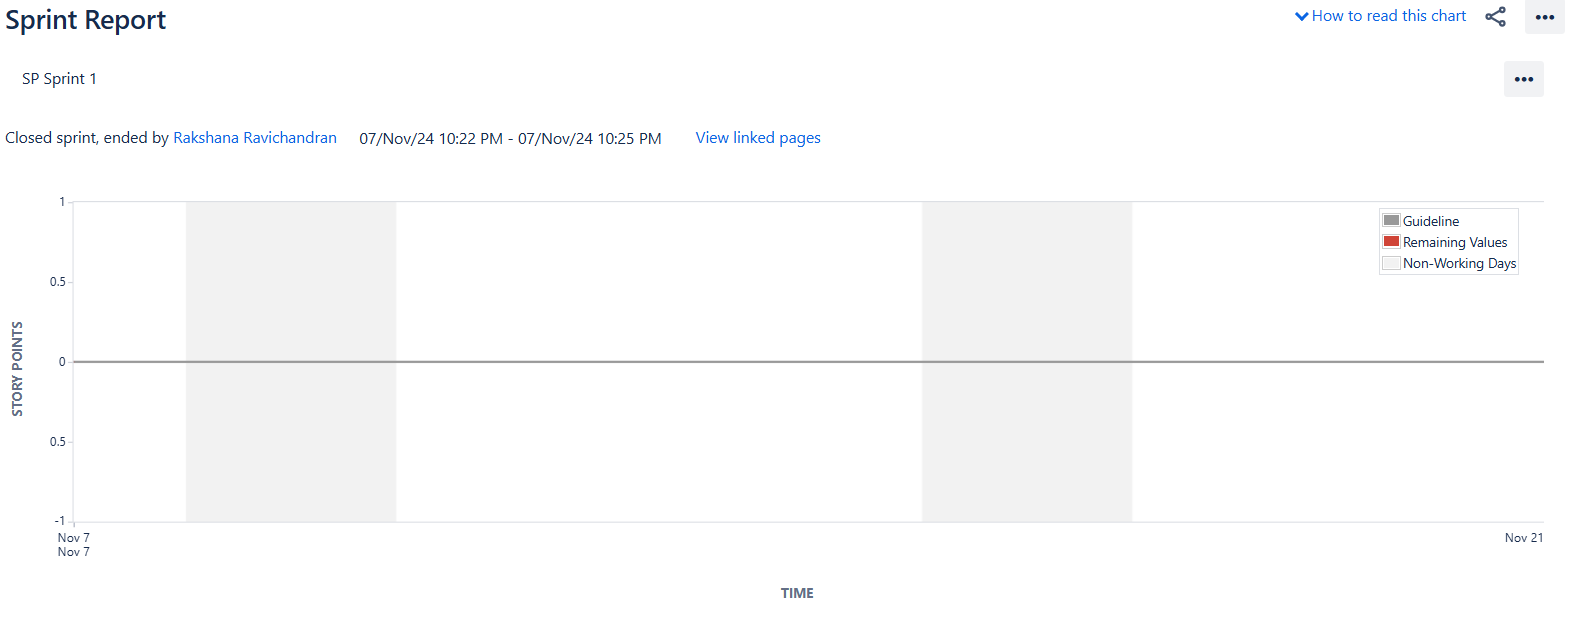 Sprint Report
How to read this chart
SP Sprint 1
Closed sprint, ended by Rakshana Ravichandran 07/Nov/24 10:22 PM - 07/Nov/24 10:25 PM View linked pages
1
0.5
0
0.5
-1
STORY POINTS
Guideline
Remaining Values
Non-Working Days
Nov 7
Nov 7
Nov 21
TIME